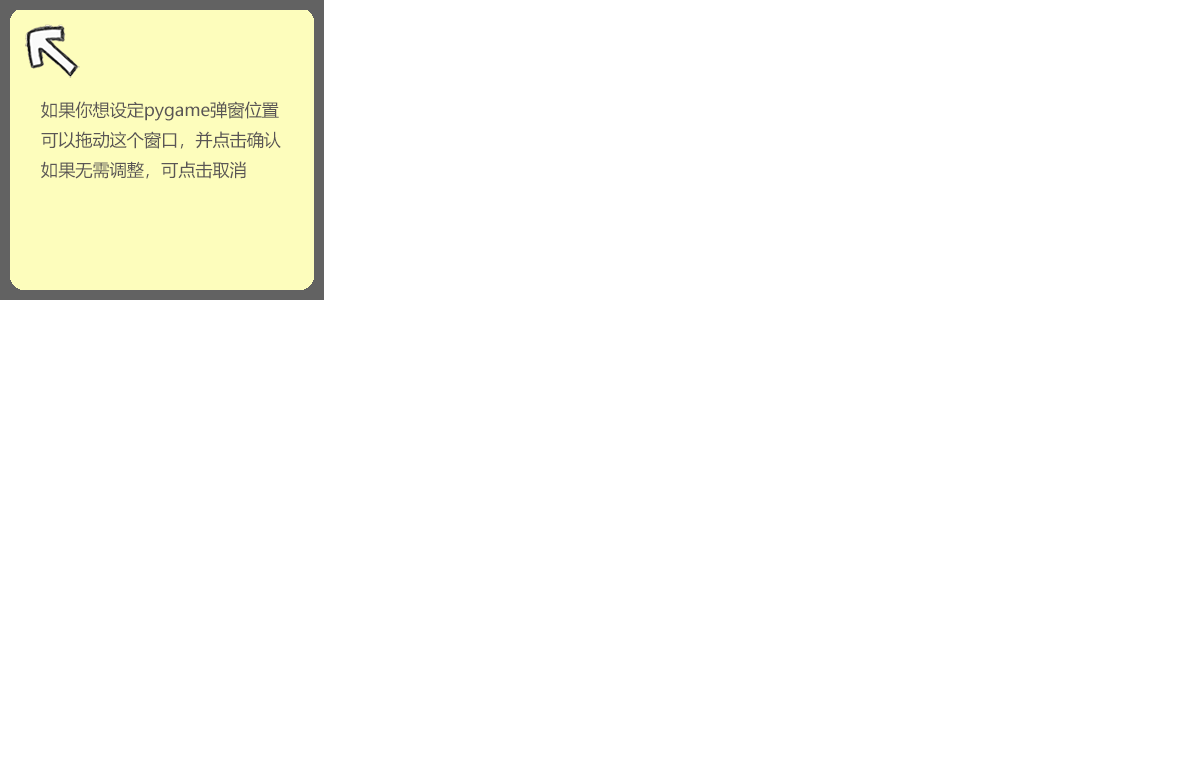 如果你想设定pygame弹窗位置
可以拖动这个窗口，并点击确认
如果无需调整，可点击取消